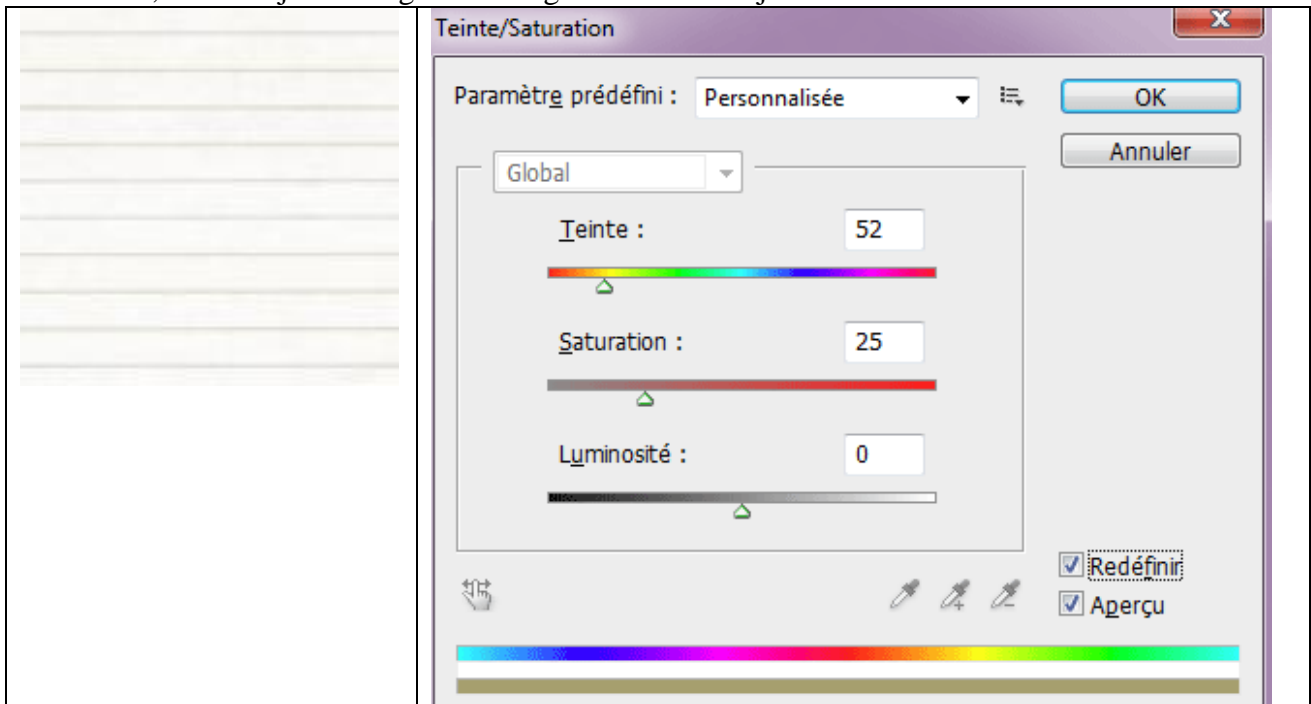 Teinte/Saturation
Paramètre prédéfini : Personnalisée
OK
Annuler
Global
Teinte : 52
Saturation : 25
Luminosité : 0
Redéfinir
Aperçu